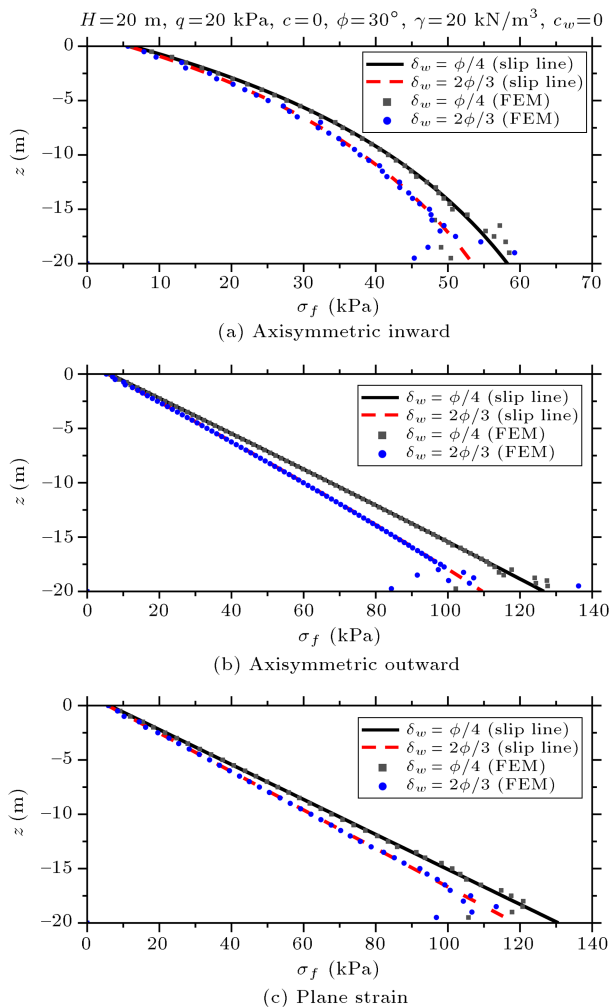 H=20 m, q=20 kPa, c=0, ϕ=30°, γ=20 kN/m³, c_w=0
0
−5
−10
−15
−20
z (m)
δ_w = ϕ/4 (slip line)
δ_w = 2ϕ/3 (slip line)
δ_w = ϕ/4 (FEM)
δ_w = 2ϕ/3 (FEM)
0 10 20 30 40 50 60 70
σ_f (kPa)
(a) Axisymmetric inward
0
−5
−10
−15
−20
z (m)
δ_w = ϕ/4 (slip line)
δ_w = 2ϕ/3 (slip line)
δ_w = ϕ/4 (FEM)
δ_w = 2ϕ/3 (FEM)
0 20 40 60 80 100 120 140
σ_f (kPa)
(b) Axisymmetric outward
0
−5
−10
−15
−20
z (m)
δ_w = ϕ/4 (slip line)
δ_w = 2ϕ/3 (slip line)
δ_w = ϕ/4 (FEM)
δ_w = 2ϕ/3 (FEM)
0 20 40 60 80 100 120 140
σ_f (kPa)
(c) Plane strain